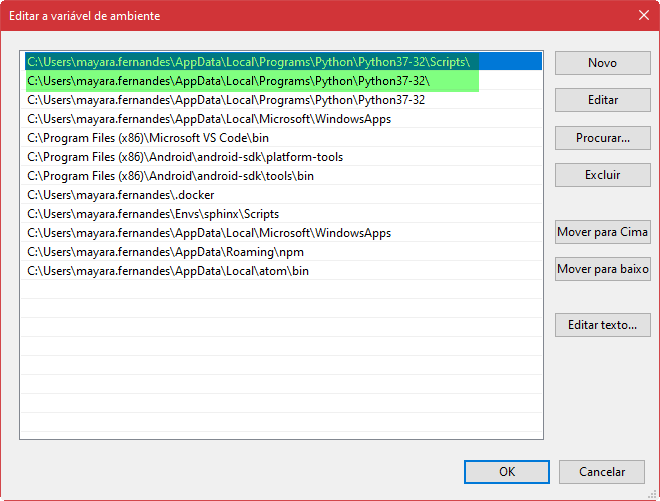 Editar a variável de ambiente
C:\Users\mayara.fernandes\AppData\Local\Programs\Python\Python37-32\Scripts\
C:\Users\mayara.fernandes\AppData\Local\Programs\Python\Python37-32\
C:\Users\mayara.fernandes\AppData\Local\Programs\Python\Python37-32
C:\Users\mayara.fernandes\AppData\Local\Microsoft\WindowsApps
C:\Program Files (x86)\Microsoft VS Code\bin
C:\Program Files (x86)\Android\android-sdk\platform-tools
C:\Program Files (x86)\Android\android-sdk\tools\bin
C:\Users\mayara.fernandes\.docker
C:\Users\mayara.fernandes\Envs\sphinx\Scripts
C:\Users\mayara.fernandes\AppData\Local\Microsoft\WindowsApps
C:\Users\mayara.fernandes\AppData\Roaming\npm
C:\Users\mayara.fernandes\AppData\Local\atom\bin
Novo
Editar
Procurar...
Excluir
Mover para Cima
Mover para baixo
Editar texto...
OK
Cancelar